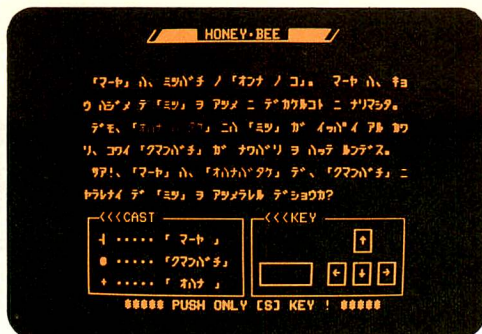 HONEY・BEE
「マーヤ」ハ、ミツバチ ノ「オンナ ノ コ」。 マーヤ ハ、キョ
ウ ハジメ デ「ミツ」ヲ アツメ ニ デカケルコト ニ ナリマシタ。
デモ、 ニハ「ミツ」ガ イッパイ アル カワ
リ、コワイ「クマンバチ」ガ ナワバリ ヲ ハッテ ルンデス。
サア!、「マーヤ」ハ、「オハナバタケ」デ、「クマンバチ」ニ
ヤラレナイ デ「ミツ」ヲ アツメラレル デショウカ?
<<<CAST
<<<KEY
┤ ・・・・・「 マーヤ 」
@ ・・・・・「クマンバチ」
+ ・・・・・「 オハナ 」
↑
← ↓ →
##### PUSH ONLY [S] KEY ! #####